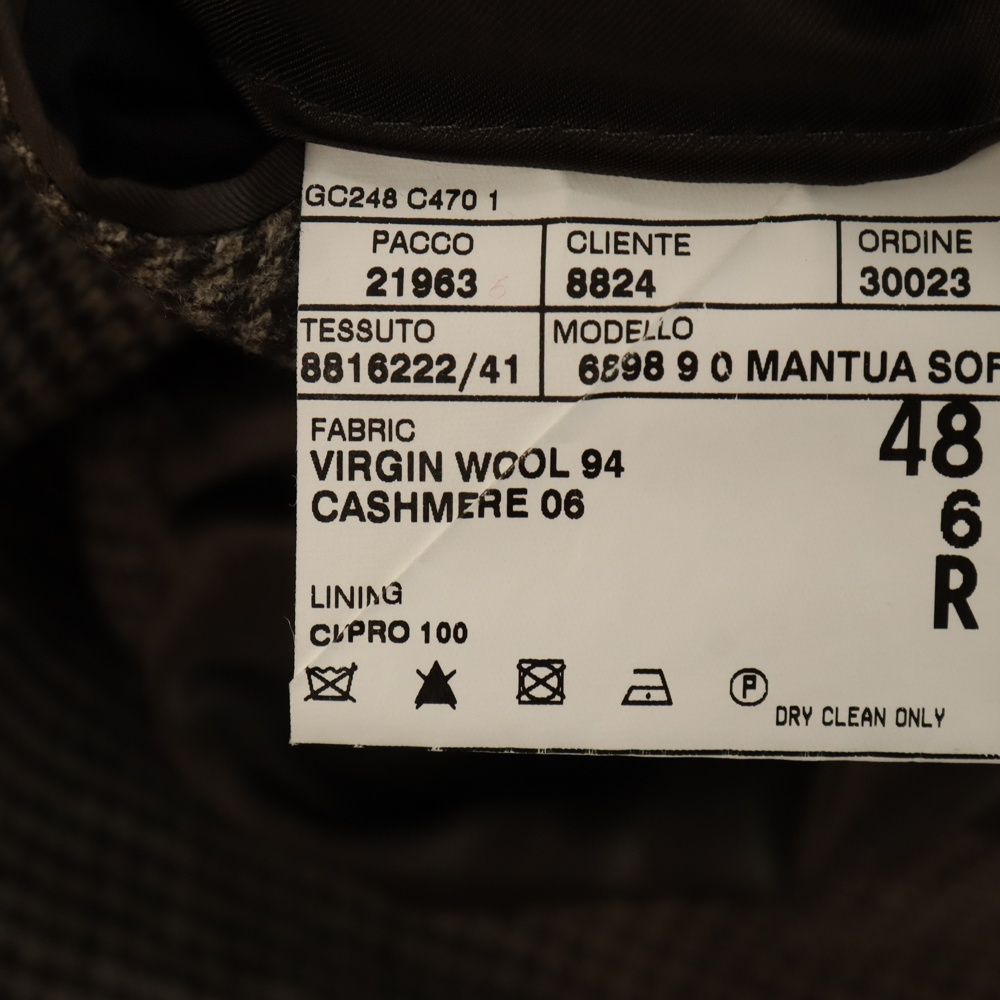 GC248 C470 1
PACCO CLIENTE ORDINE
21963 8824 30023
TESSUTO MODELLO
8816222/41 6898 9 0 MANTUA SOF
FABRIC
VIRGIN WOOL 94
CASHMERE 06
48
6
R
LINING
CUPRO 100
P
DRY CLEAN ONLY